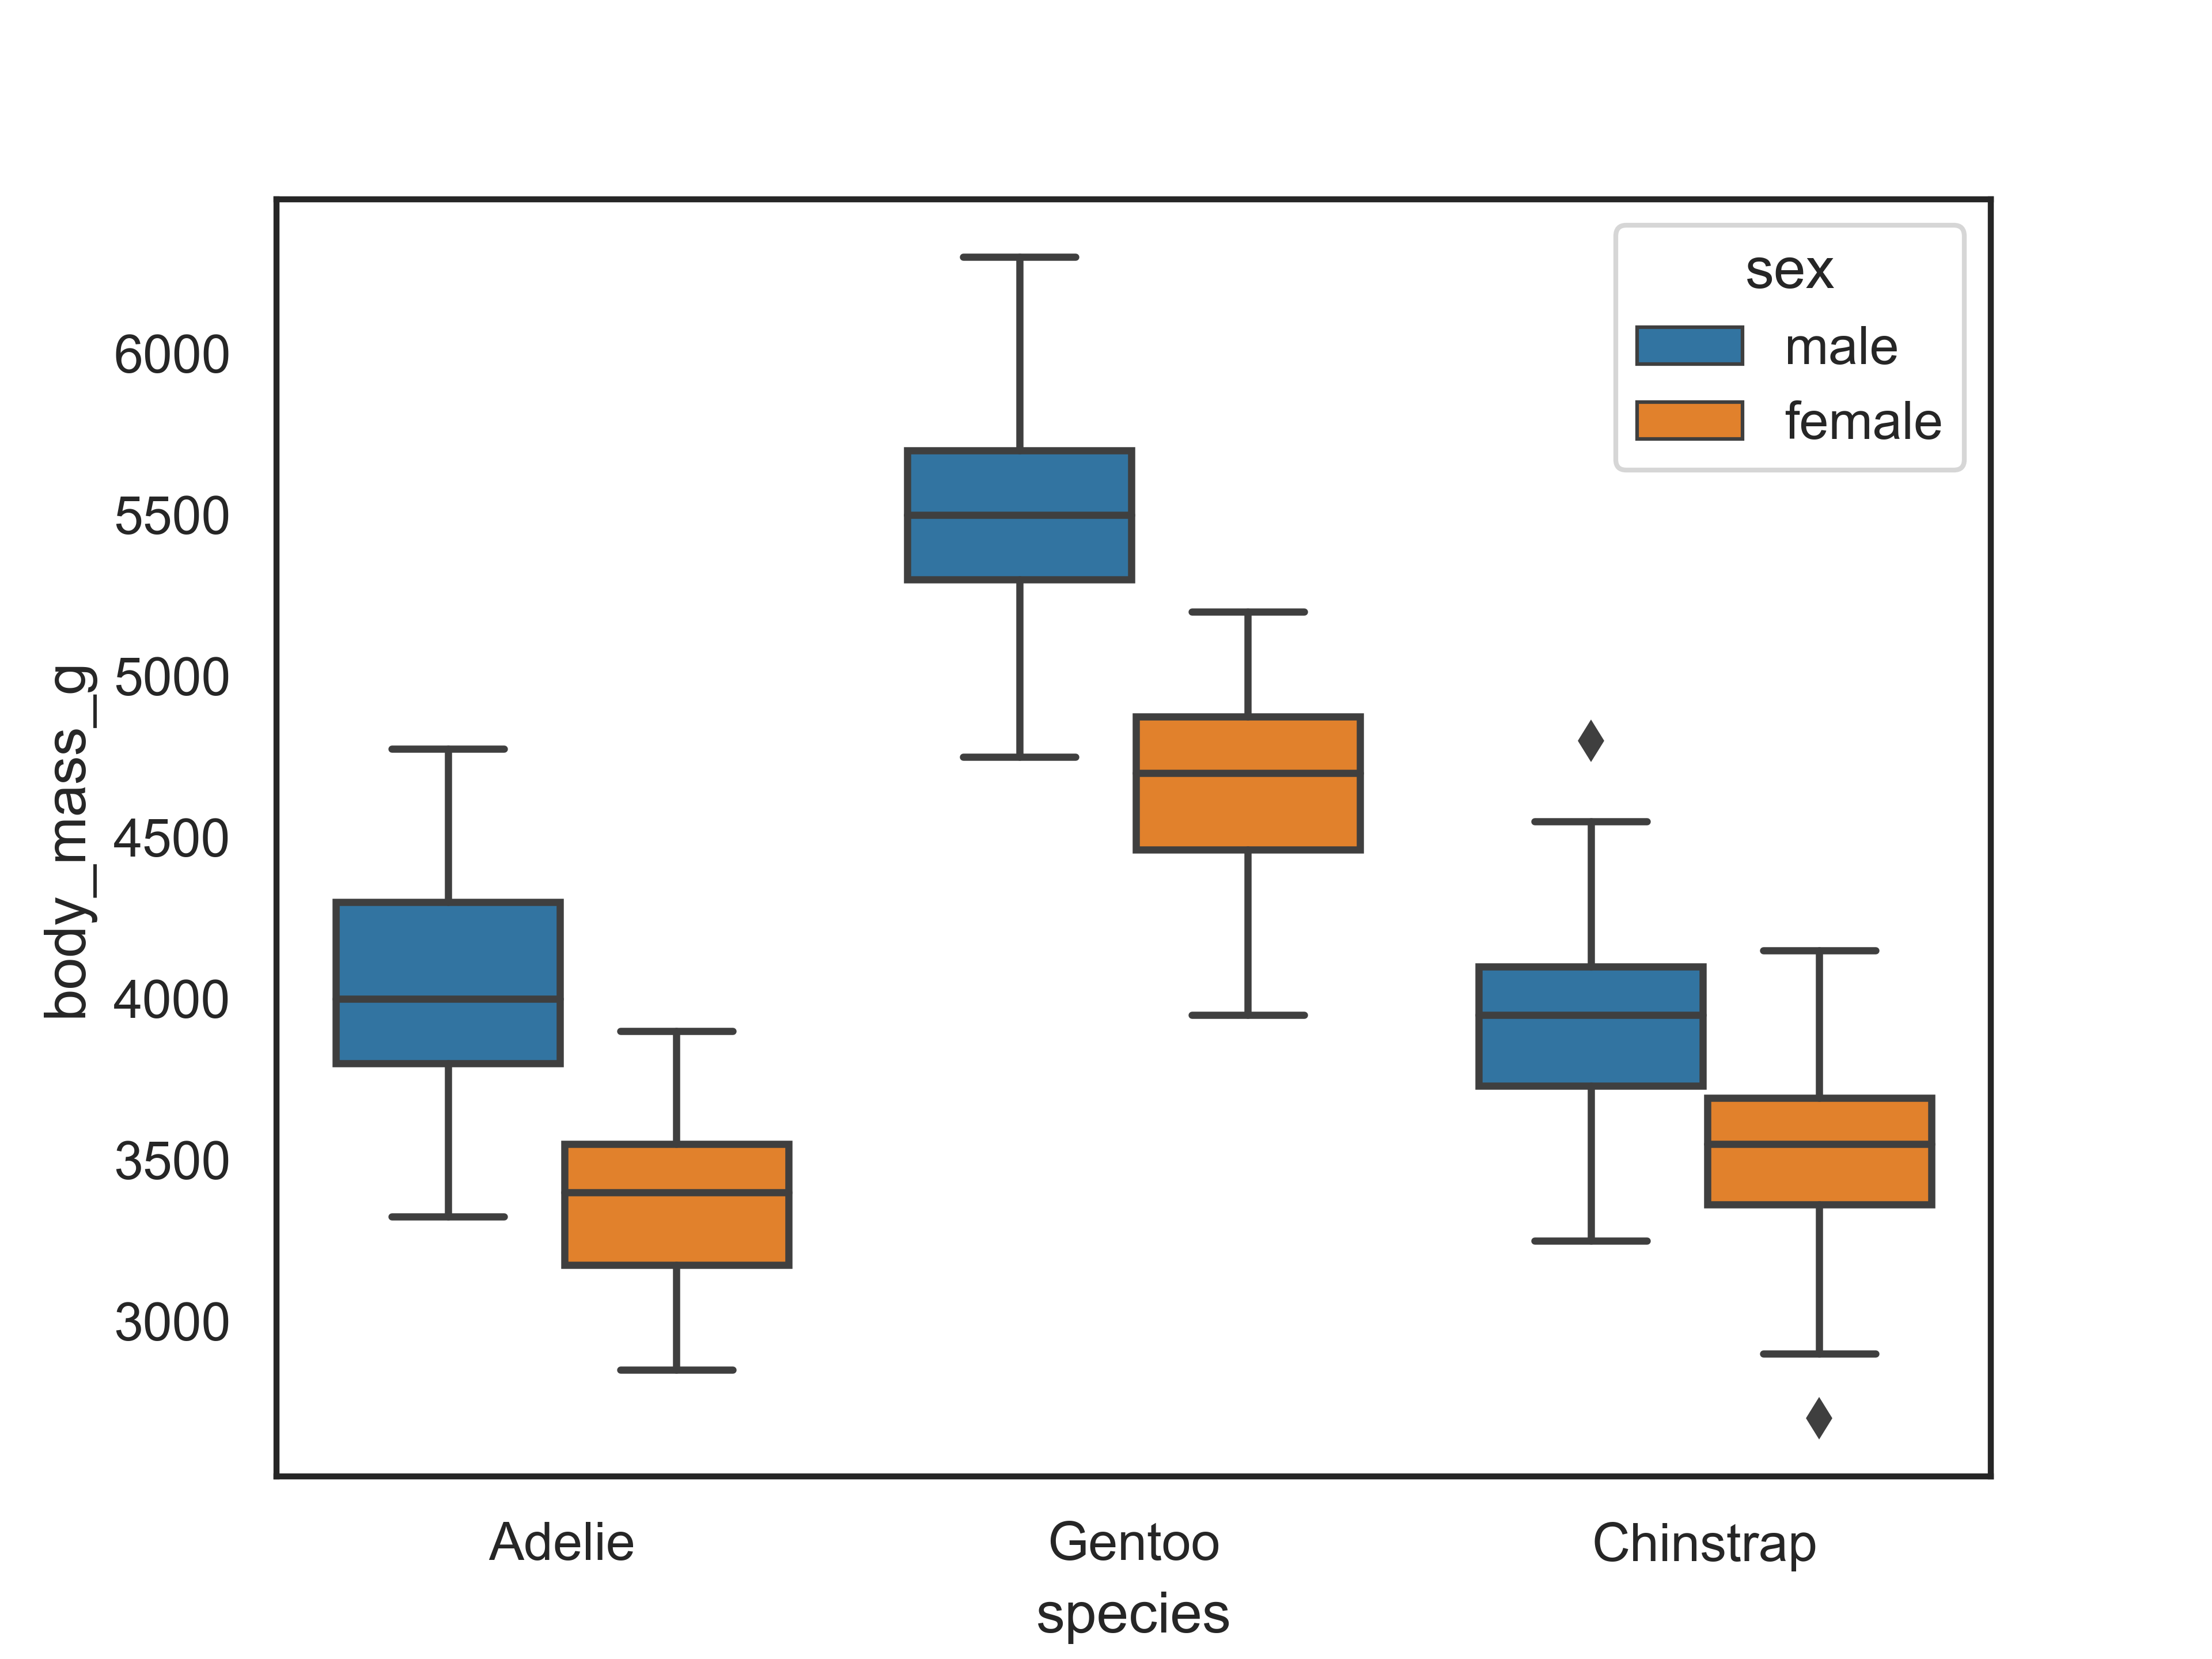 sex
male
female
6000
5500
5000
4500
4000
3500
3000
body_mass_g
Adelie
Gentoo
Chinstrap
species